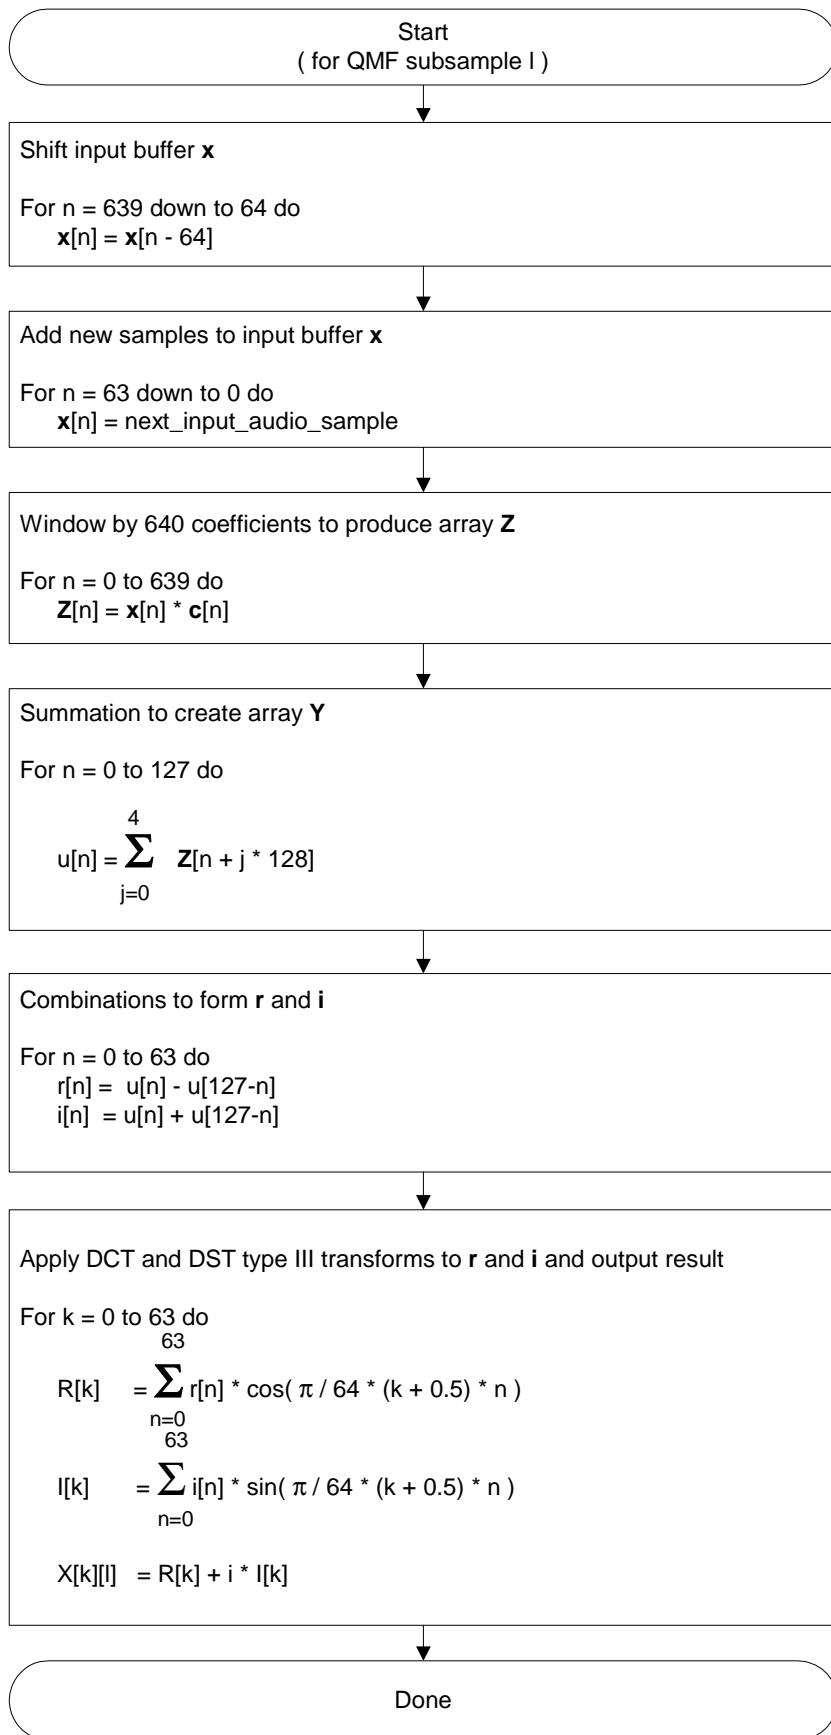 Start
( for QMF subsample l )
Shift input buffer x
For n = 639 down to 64 do
x[n] = x[n - 64]
Add new samples to input buffer x
For n = 63 down to 0 do
x[n] = next_input_audio_sample
Window by 640 coefficients to produce array Z
For n = 0 to 639 do
Z[n] = x[n] * c[n]
Summation to create array Y
For n = 0 to 127 do
4
u[n] = Σ Z[n + j * 128]
j=0
Combinations to form r and i
For n = 0 to 63 do
r[n] = u[n] - u[127-n]
i[n] = u[n] + u[127-n]
Apply DCT and DST type III transforms to r and i and output result
For k = 0 to 63 do
63
R[k] = Σ r[n] * cos( π / 64 * (k + 0.5) * n )
n=0
63
I[k] = Σ i[n] * sin( π / 64 * (k + 0.5) * n )
n=0
X[k][l] = R[k] + i * I[k]
Done